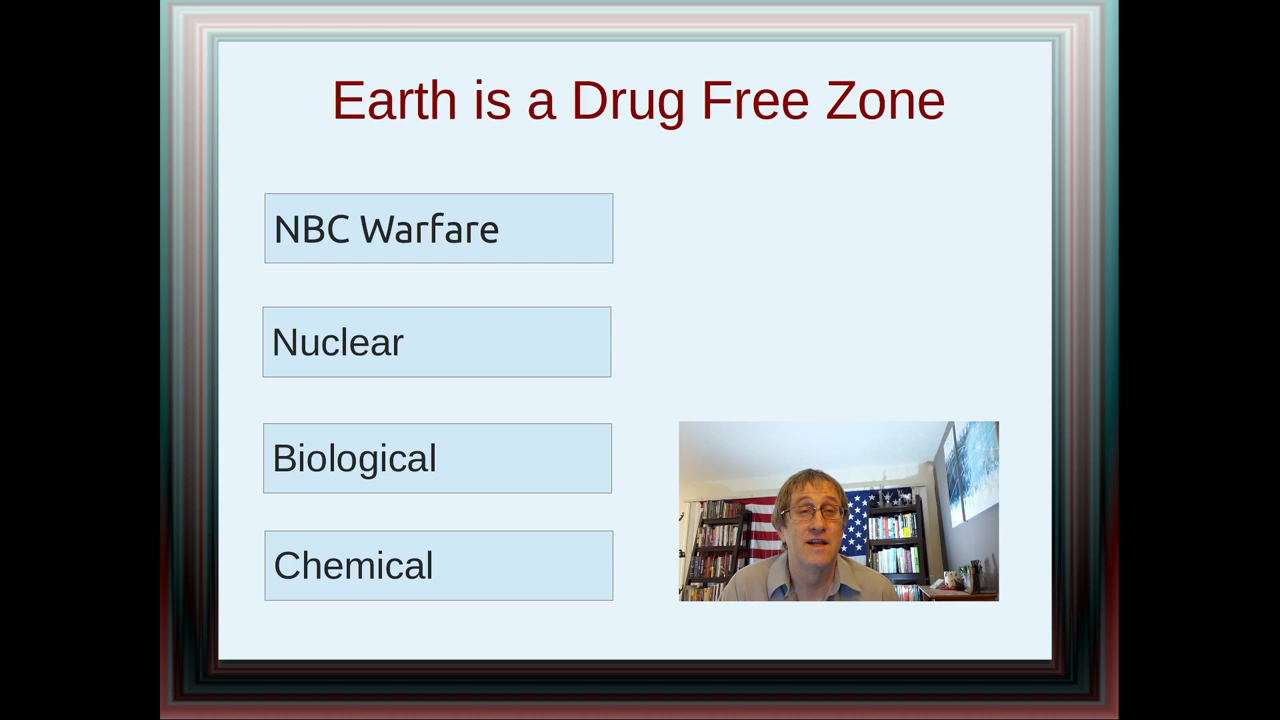 Earth is a Drug Free Zone
NBC Warfare
Nuclear
Biological
Chemical